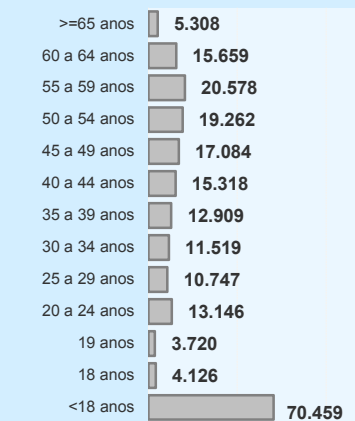 >=65 anos 5.308
60 a 64 anos 15.659
55 a 59 anos 20.578
50 a 54 anos 19.262
45 a 49 anos 17.084
40 a 44 anos 15.318
35 a 39 anos 12.909
30 a 34 anos 11.519
25 a 29 anos 10.747
20 a 24 anos 13.146
19 anos 3.720
18 anos 4.126
<18 anos 70.459